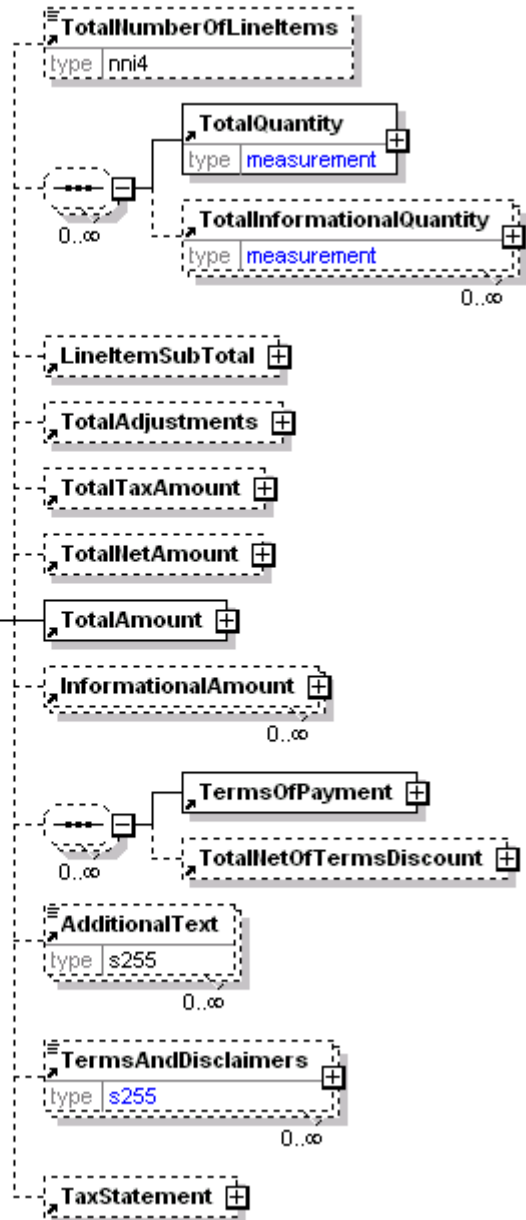 TotalNumberOfLineItems
type nni4
TotalQuantity
type measurement
0..∞
TotalInformationalQuantity
type measurement
0..∞
LineItemSubTotal
TotalAdjustments
TotalTaxAmount
TotalNetAmount
TotalAmount
InformationalAmount
0..∞
TermsOfPayment
0..∞
TotalNetOfTermsDiscount
AdditionalText
type s255
0..∞
TermsAndDisclaimers
type s255
0..∞
TaxStatement